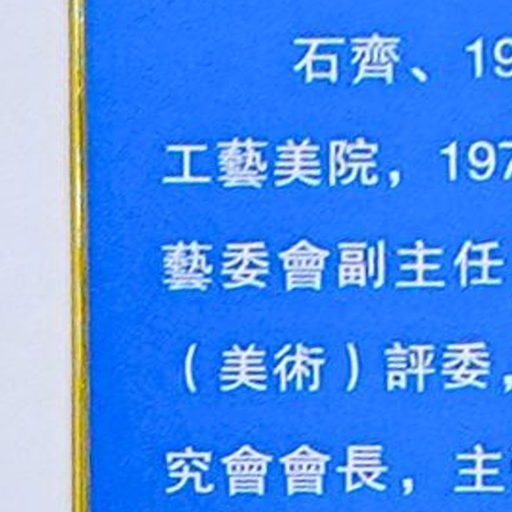 石齊、19
工藝美院，197
藝委會副主任
（美術）評委，
究會會長，主